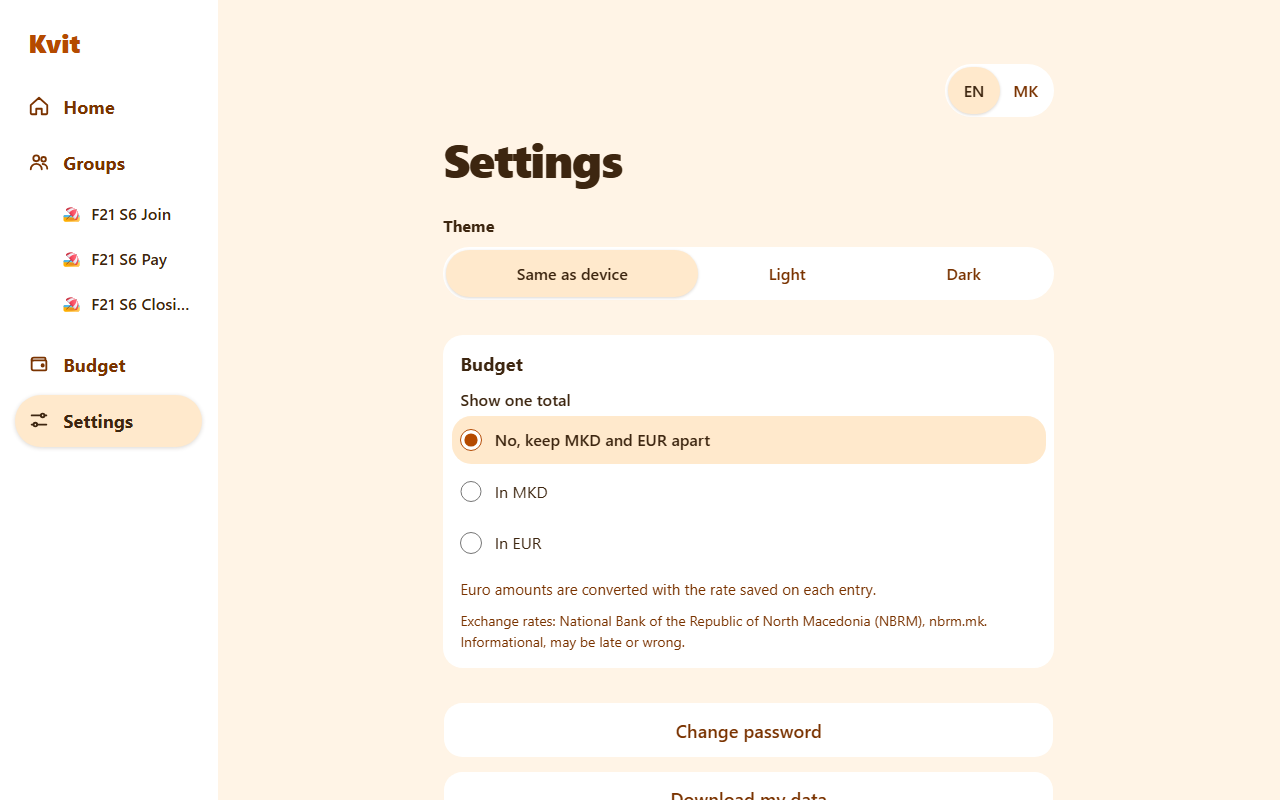 Kvit
Home
Groups
F21 S6 Join
F21 S6 Pay
F21 S6 Closi...
Budget
Settings
EN MK
Settings
Theme
Same as device Light Dark
Budget
Show one total
No, keep MKD and EUR apart
In MKD
In EUR
Euro amounts are converted with the rate saved on each entry.
Exchange rates: National Bank of the Republic of North Macedonia (NBRM), nbrm.mk.
Informational, may be late or wrong.
Change password
Download my data